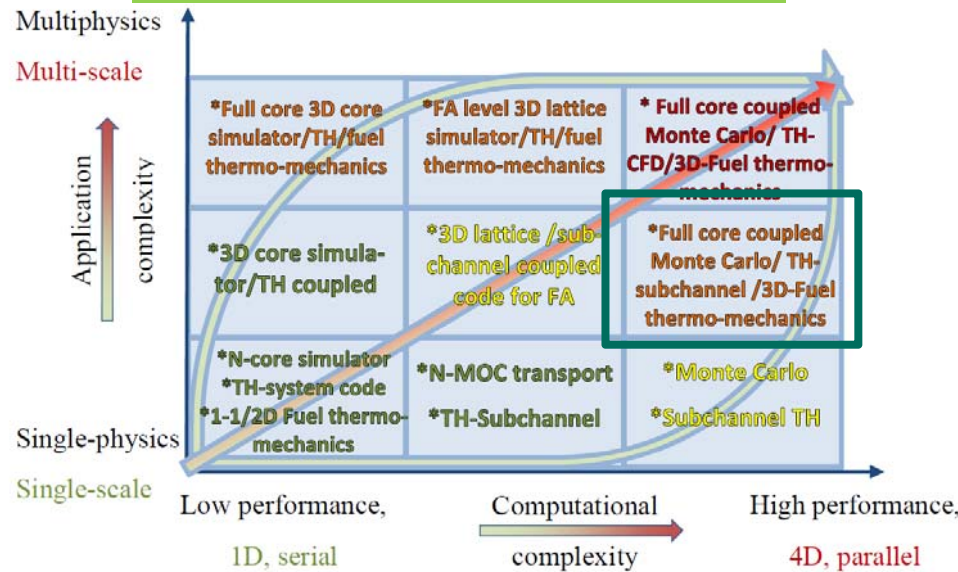 Multiphysics
Multi-scale
Application
complexity
*Full core 3D core
simulator/TH/fuel
thermo-mechanics
*FA level 3D lattice
simulator/TH/fuel
thermo-mechanics
* Full core coupled
Monte Carlo/ TH-
CFD/3D-Fuel thermo-
mechanics
*3D core simula-
tor/TH coupled
*3D lattice /sub-
channel coupled
code for FA
*Full core coupled
Monte Carlo/ TH-
subchannel /3D-Fuel
thermo-mechanics
*N-core simulator
*TH-system code
*1-1/2D Fuel thermo-
mechanics
*N-MOC transport
*TH-Subchannel
*Monte Carlo
*Subchannel TH
Single-physics
Single-scale
Low performance,
1D, serial
Computational
complexity
High performance,
4D, parallel